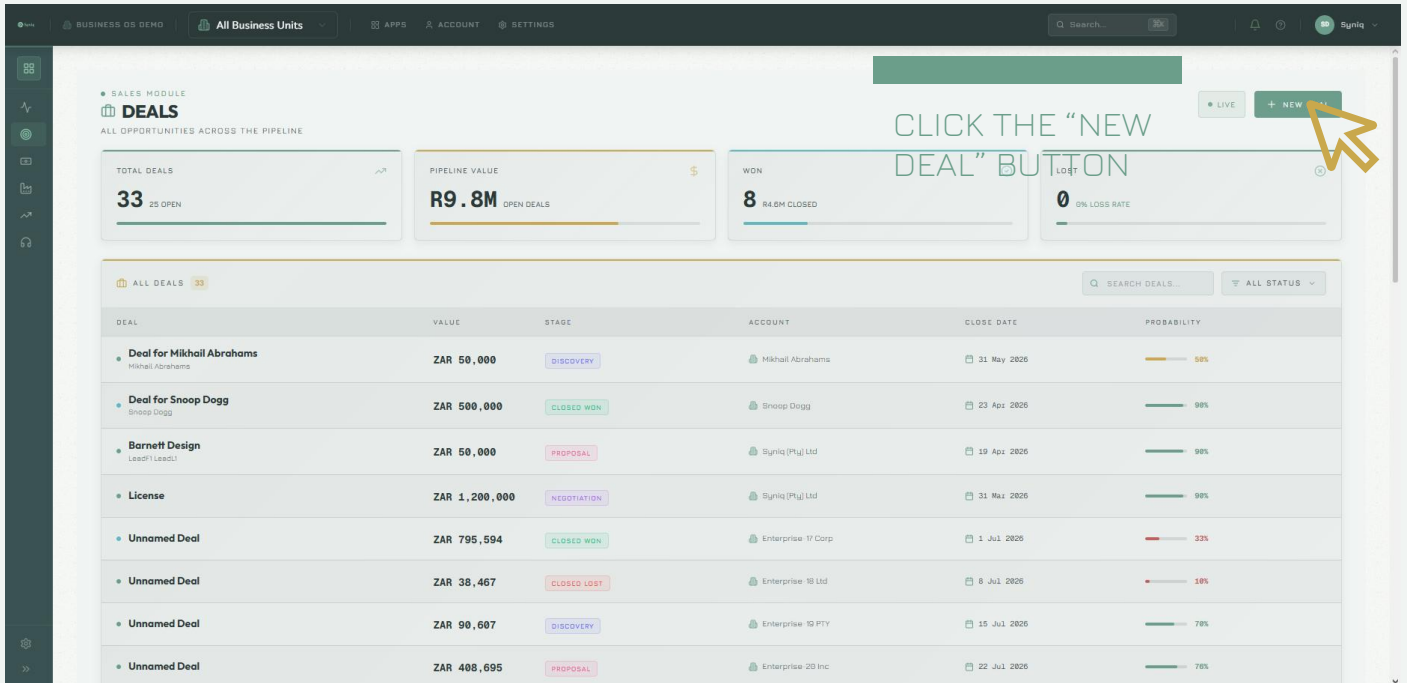 BUSINESS OS DEMO
All Business Units
APPS
ACCOUNT
SETTINGS
Search...
⌘K
SD
Syniq
SALES MODULE
DEALS
ALL OPPORTUNITIES ACROSS THE PIPELINE
LIVE
+ NEW
CLICK THE “NEW
DEAL” BUTTON
TOTAL DEALS
33 25 OPEN
PIPELINE VALUE
$
R9.8M OPEN DEALS
WON
8 R4.6M CLOSED
LOST
0 0% LOSS RATE
ALL DEALS 33
SEARCH DEALS...
ALL STATUS
DEAL VALUE STAGE ACCOUNT CLOSE DATE PROBABILITY
Deal for Mikhail Abrahams ZAR 50,000 DISCOVERY Mikhail Abrahams 31 May 2026 50%
Mikhail Abrahams
Deal for Snoop Dogg ZAR 500,000 CLOSED WON Snoop Dogg 23 Apr 2026 90%
Snoop Dogg
Barnett Design ZAR 50,000 PROPOSAL Syniq (Pty) Ltd 19 Apr 2026 90%
LeadF1 LeadL1
License ZAR 1,200,000 NEGOTIATION Syniq (Pty) Ltd 31 Mar 2026 90%
Unnamed Deal ZAR 795,594 CLOSED WON Enterprise 17 Corp 1 Jul 2026 33%
Unnamed Deal ZAR 38,467 CLOSED LOST Enterprise 18 Ltd 8 Jul 2026 10%
Unnamed Deal ZAR 90,607 DISCOVERY Enterprise 19 PTY 15 Jul 2026 70%
Unnamed Deal ZAR 408,695 PROPOSAL Enterprise 20 Inc 22 Jul 2026 76%